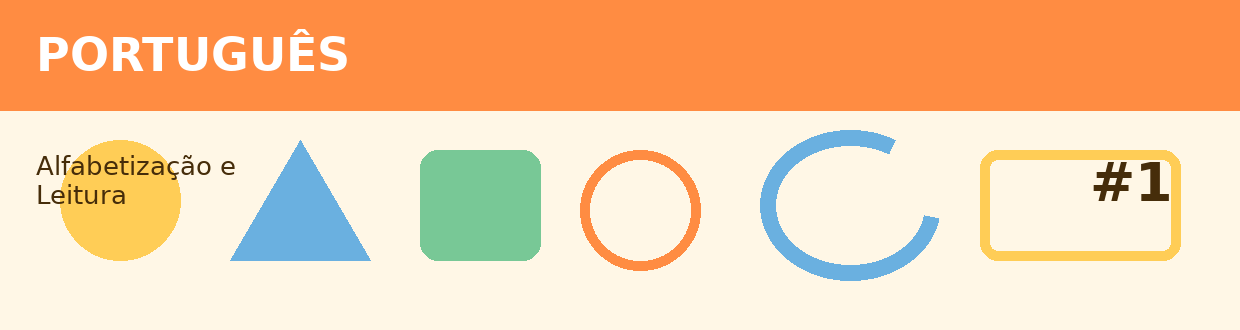 PORTUGUÊS
Alfabetização e
Leitura
#1